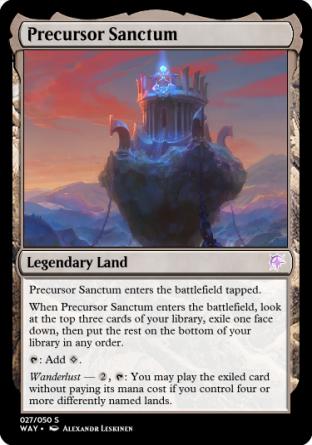 Precursor Sanctum
Legendary Land
Precursor Sanctum enters the battlefield tapped.
When Precursor Sanctum enters the battlefield, look
at the top three cards of your library, exile one face
down, then put the rest on the bottom of your
library in any order.
: Add .
Wanderlust — 2, : You may play the exiled card
without paying its mana cost if you control four or
more differently named lands.
027/050 S
WAY • Alexandr Leskinen